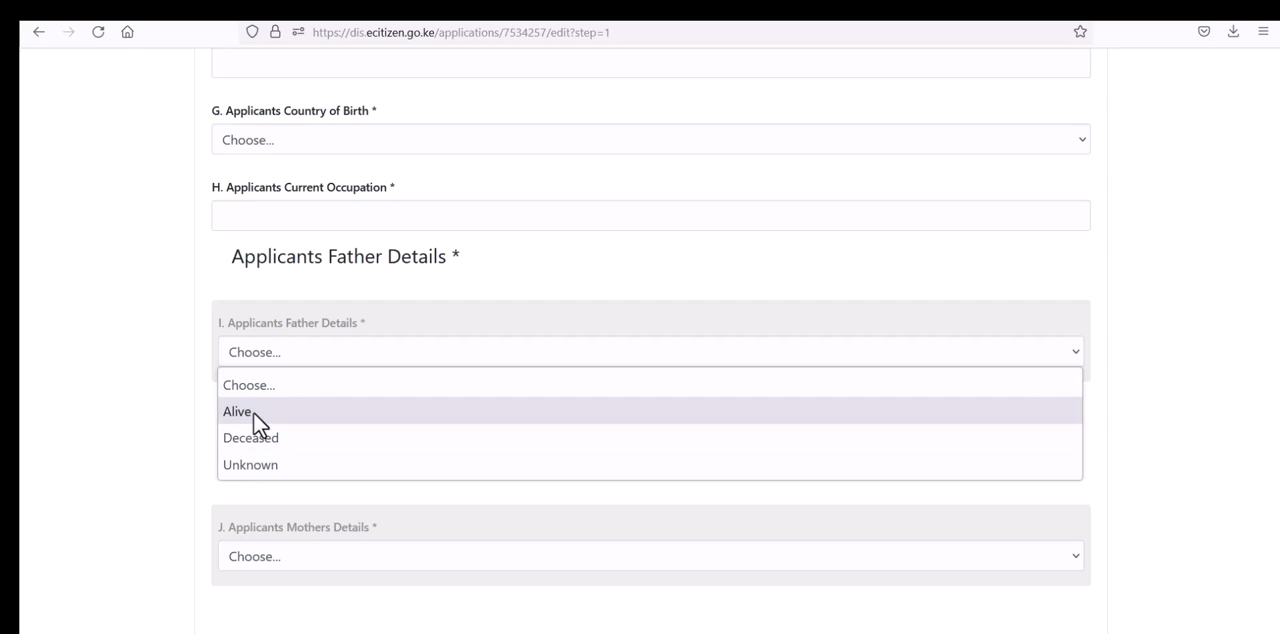 https://dis.ecitizen.go.ke/applications/7534257/edit?step=1
G. Applicants Country of Birth *
Choose...
H. Applicants Current Occupation *
Applicants Father Details *
I. Applicants Father Details *
Choose...
Choose...
Alive
Deceased
Unknown
J. Applicants Mothers Details *
Choose...